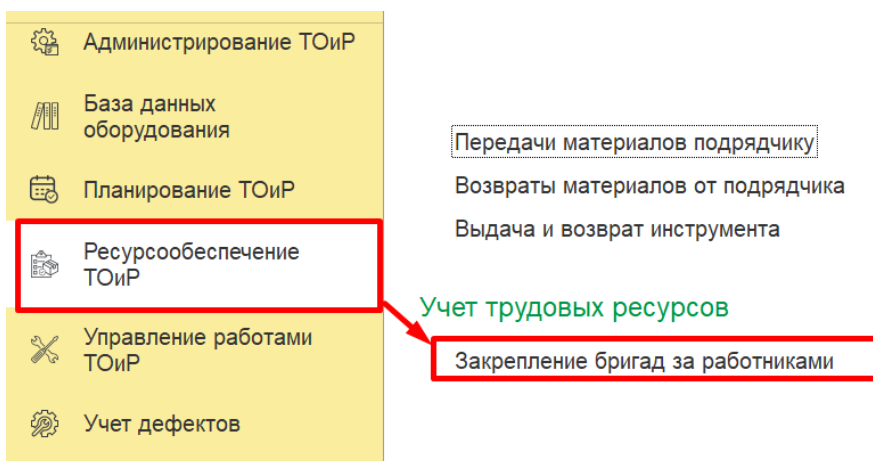 Администрирование ТОиР
База данных
оборудования
Планирование ТОиР
Ресурсообеспечение
ТОиР
Управление работами
ТОиР
Учет дефектов
Передачи материалов подрядчику
Возвраты материалов от подрядчика
Выдача и возврат инструмента
Учет трудовых ресурсов
Закрепление бригад за работниками